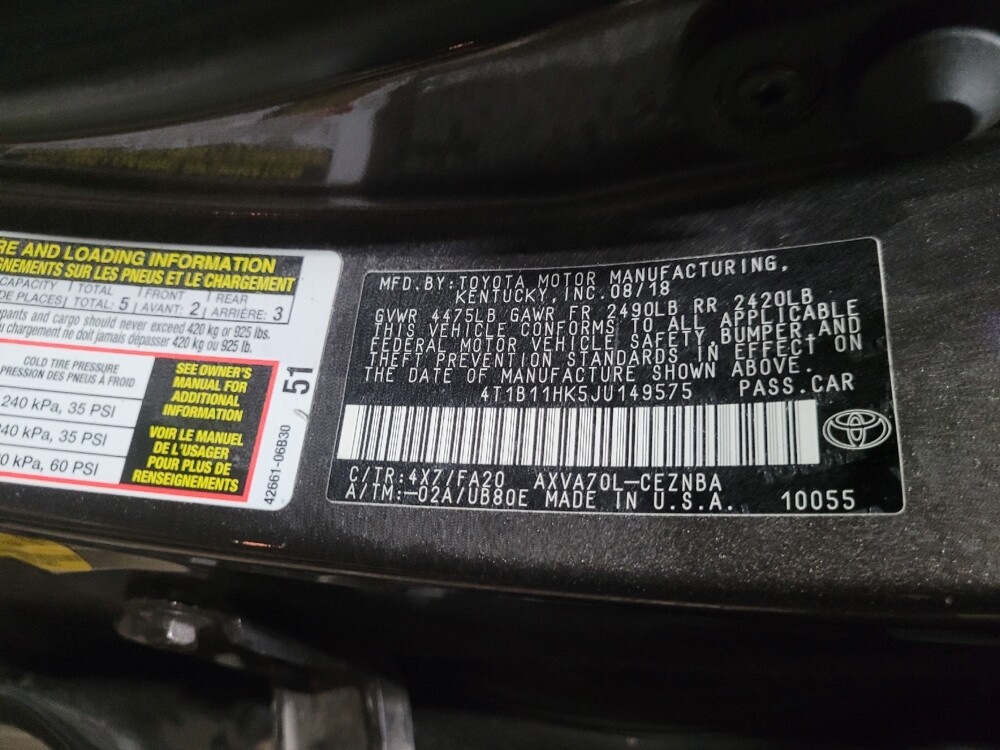 RE AND LOADING INFORMATION
GNEMENTS SUR LES PNEUS ET LE CHARGEMENT
CAPACITY TOTAL FRONT REAR
DE PLACES TOTAL: 5 AVANT: 2 ARRIÈRE: 3
pants and cargo should never exceed 420 kg or 925 lbs.
u chargement ne doit jamais dépasser 420 kg ou 925 lb.
COLD TIRE PRESSURE
PRESSION DES PNEUS À FROID
240 kPa, 35 PSI
240 kPa, 35 PSI
0 kPa, 60 PSI
SEE OWNER'S
MANUAL FOR
ADDITIONAL
INFORMATION
VOIR LE MANUEL
DE L'USAGER
POUR PLUS DE
RENSEIGNEMENTS
42661-06B30
51
MFD.BY:TOYOTA MOTOR MANUFACTURING,
KENTUCKY,INC.08/18
GVWR 4475LB GAWR FR 2490LB RR 2420LB
THIS VEHICLE CONFORMS TO ALL APPLICABLE
FEDERAL MOTOR VEHICLE SAFETY,BUMPER,AND
THEFT PREVENTION STANDARDS IN EFFECT ON
THE DATE OF MANUFACTURE SHOWN ABOVE.
4T1B11HK5JU149575 PASS.CAR
C/TR:4X7/FA20 AXVA70L-CEZNBA
A/TM:-02A/UB80E MADE IN U.S.A. 10055